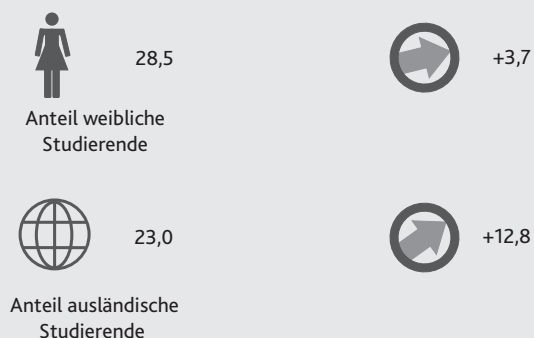 28,5
+3,7
Anteil weibliche
Studierende
23,0
+12,8
Anteil ausländische
Studierende